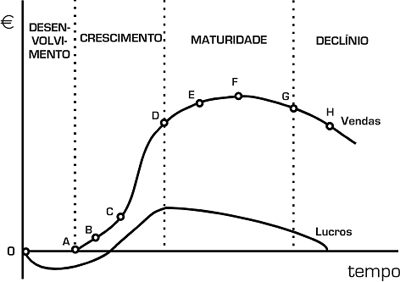 €
DESEN-
VOLVI-
MENTO
CRESCIMENTO
MATURIDADE
DECLÍNIO
A
B
C
D
E
F
G
H
Vendas
Lucros
0
tempo